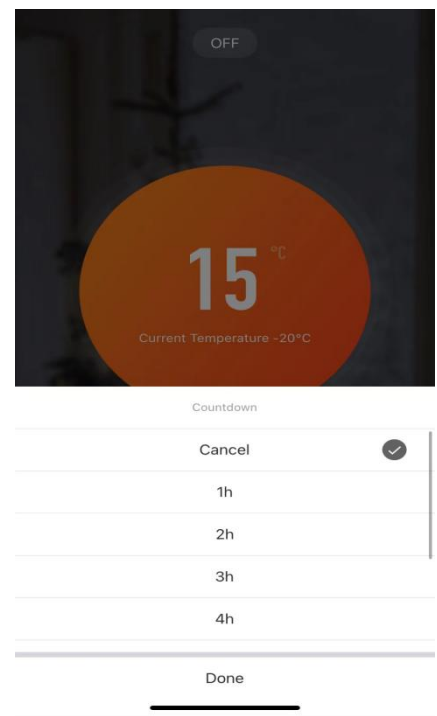 OFF
15 °C
Current Temperature -20°C
Countdown
Cancel
1h
2h
3h
4h
Done